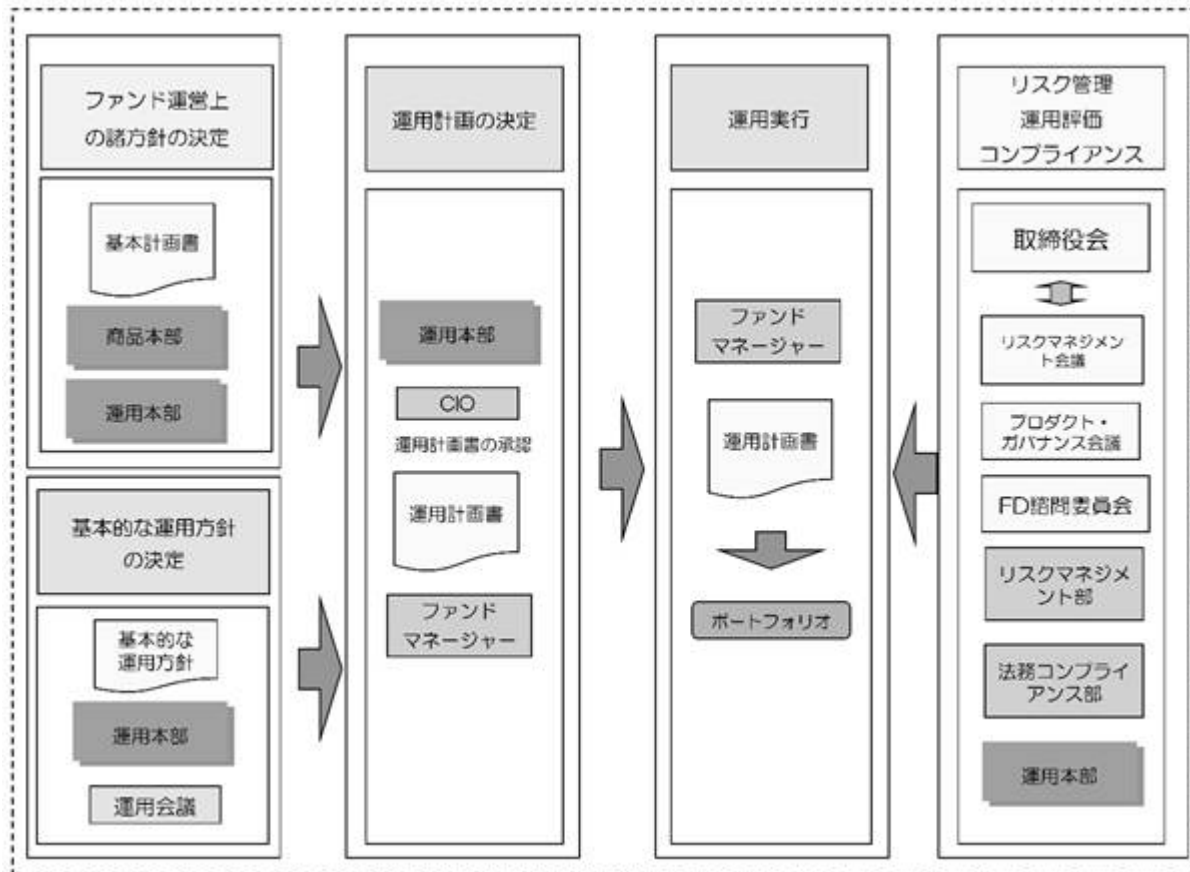 ファンド運営上
の諸方針の決定
基本計画書
商品本部
運用本部
基本的な運用方針
の決定
基本的な
運用方針
運用本部
運用会議
運用計画の決定
運用本部
CIO
運用計画書の承認
運用計画書
ファンド
マネージャー
運用実行
ファンド
マネージャー
運用計画書
ポートフォリオ
リスク管理
運用評価
コンプライアンス
取締役会
リスクマネジメン
ト会議
プロダクト・
ガバナンス会議
FD諮問委員会
リスクマネジメ
ント部
法務コンプライ
アンス部
運用本部